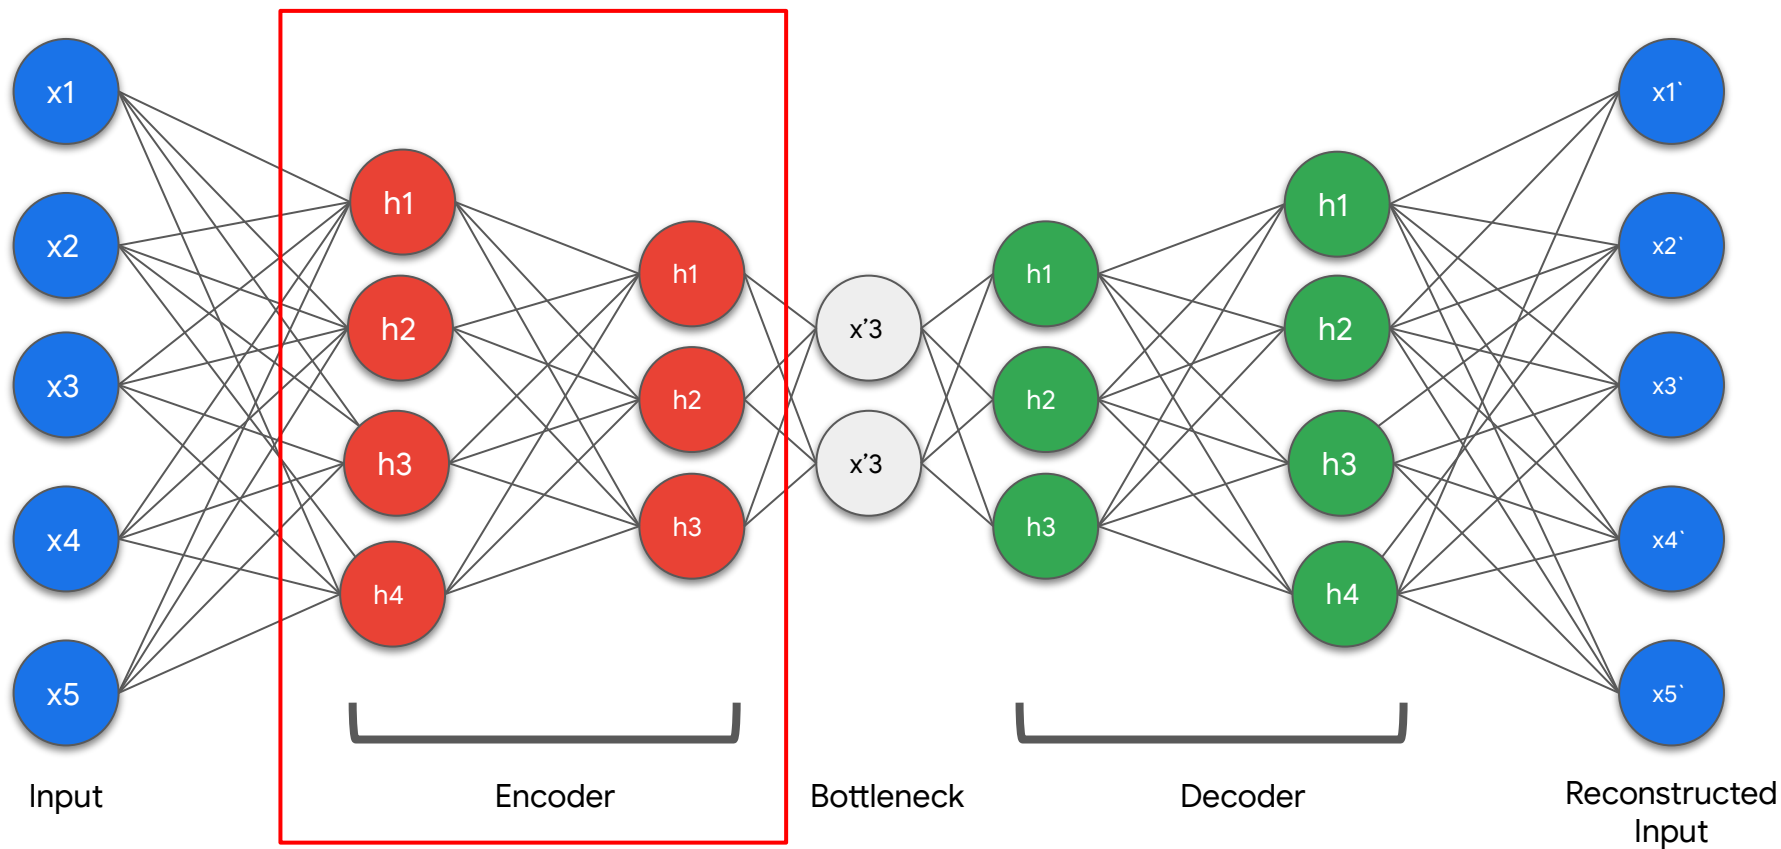 x1
x2
x3
x4
x5
h1
h2
h3
h4
h1
h2
h3
x’3
x’3
h1
h2
h3
h1
h2
h3
h4
x1`
x2`
x3`
x4`
x5`
Input
Encoder
Bottleneck
Decoder
Reconstructed
Input